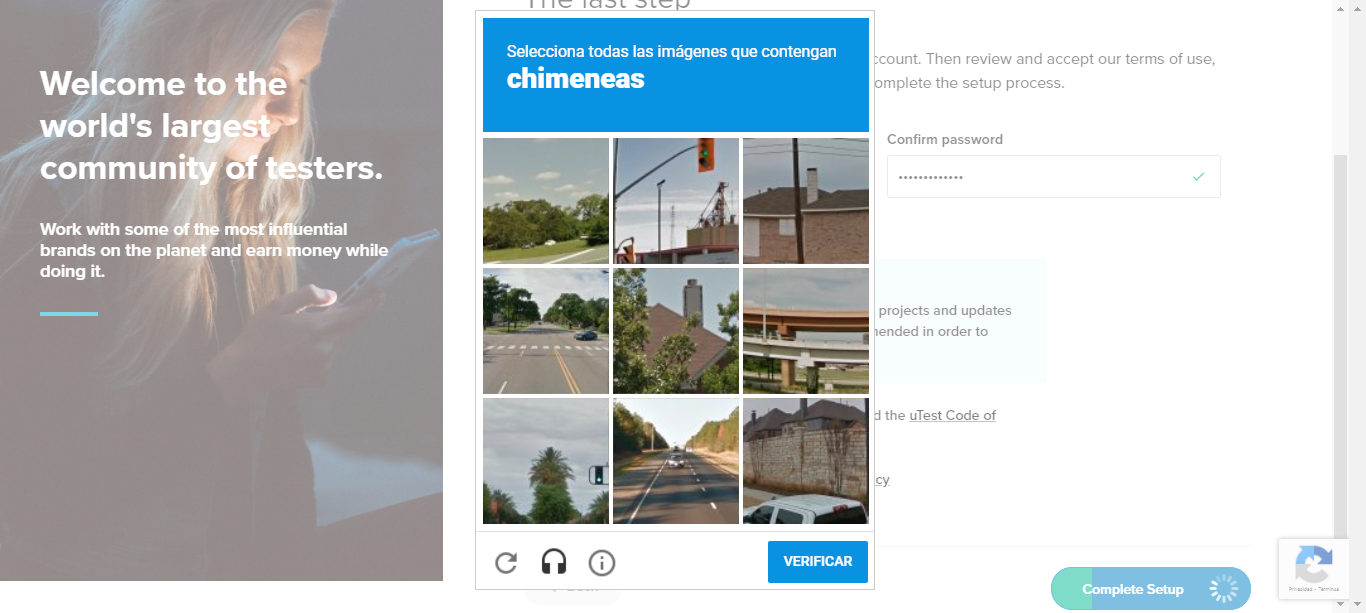 Welcome to the
world's largest
community of testers.
Work with some of the most influential
brands on the planet and earn money while
doing it.
The last step
Selecciona todas las imágenes que contengan
chimeneas
VERIFICAR
ccount. Then review and accept our terms of use,
omplete the setup process.
Confirm password
projects and updates
ended in order to
d the uTest Code of
cy
Complete Setup
Privacidad - Términos